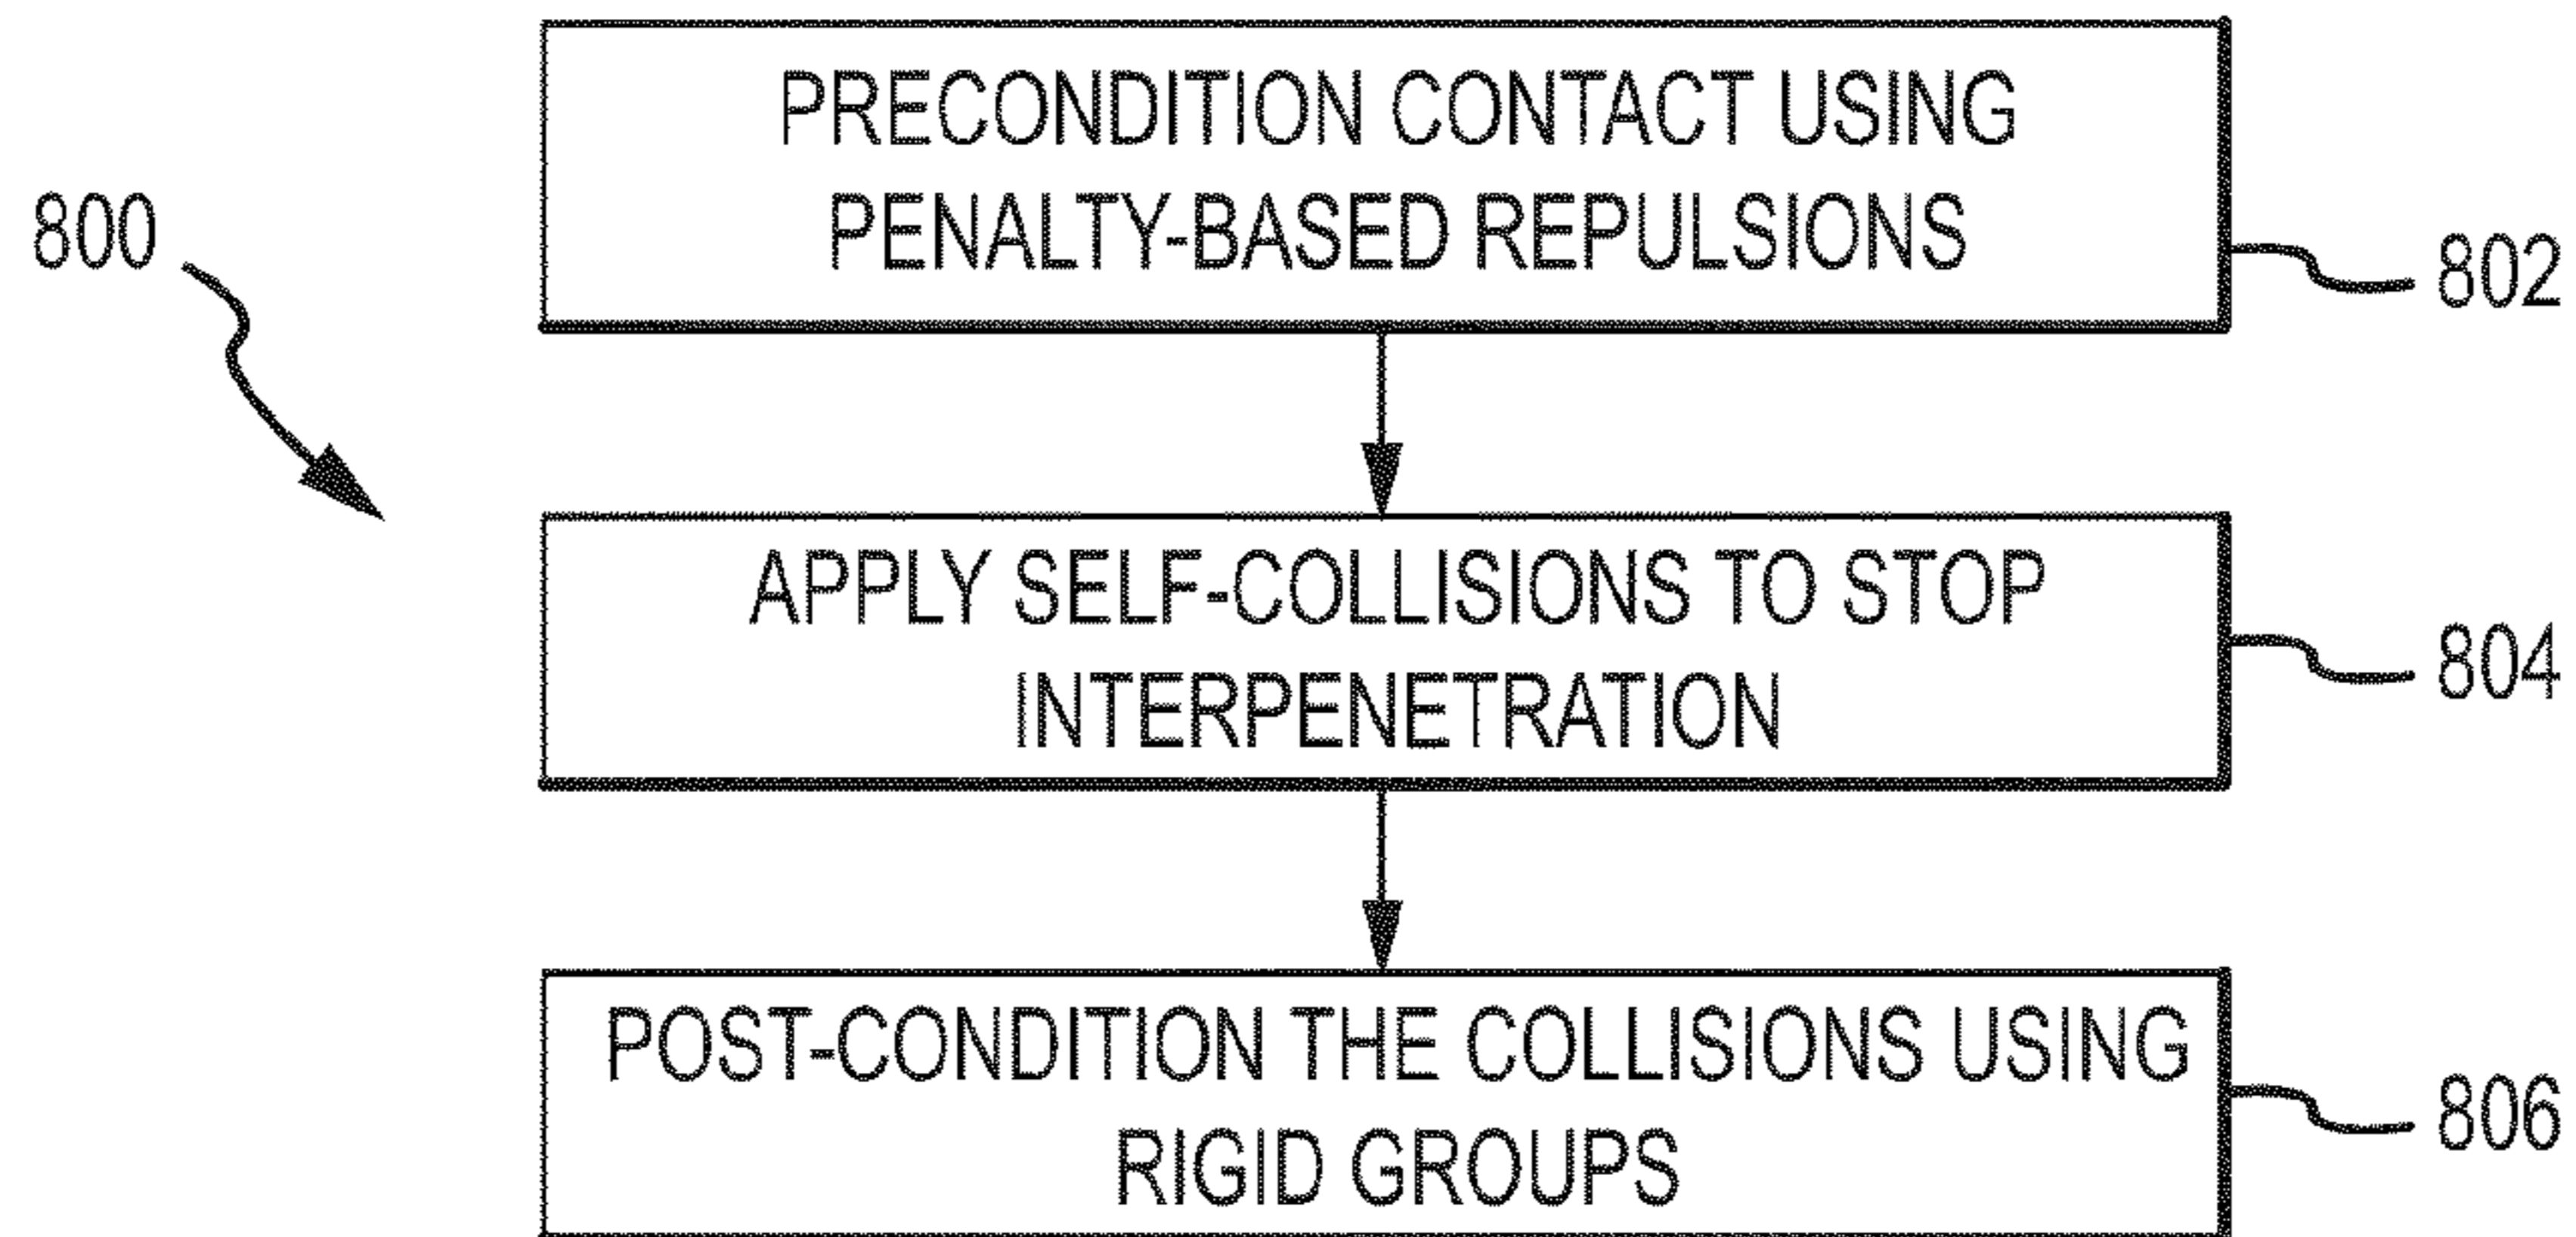 PRECONDITION CONTACT USING
PENALTY-BASED REPULSIONS
800
802
APPLY SELF-COLLISIONS TO STOP
INTERPENETRATION
804
POST-CONDITION THE COLLISIONS USING
RIGID GROUPS
806